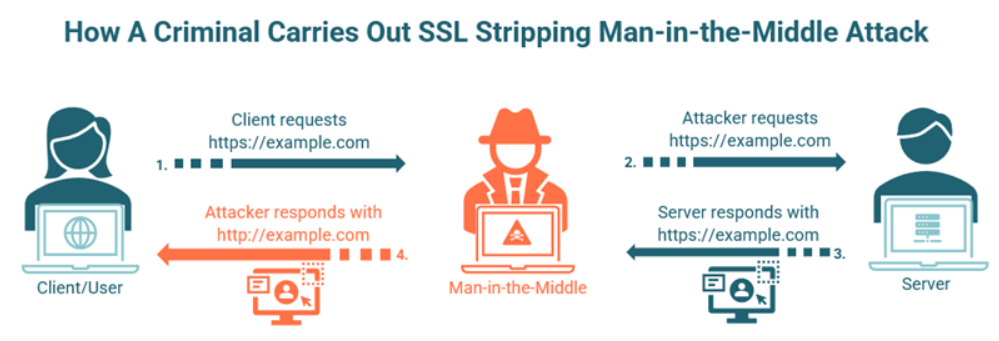 How A Criminal Carries Out SSL Stripping Man-in-the-Middle Attack
Client requests
https://example.com
1.
Attacker requests
https://example.com
2.
Server responds with
https://example.com
3.
Attacker responds with
http://example.com
4.
Client/User
Man-in-the-Middle
Server